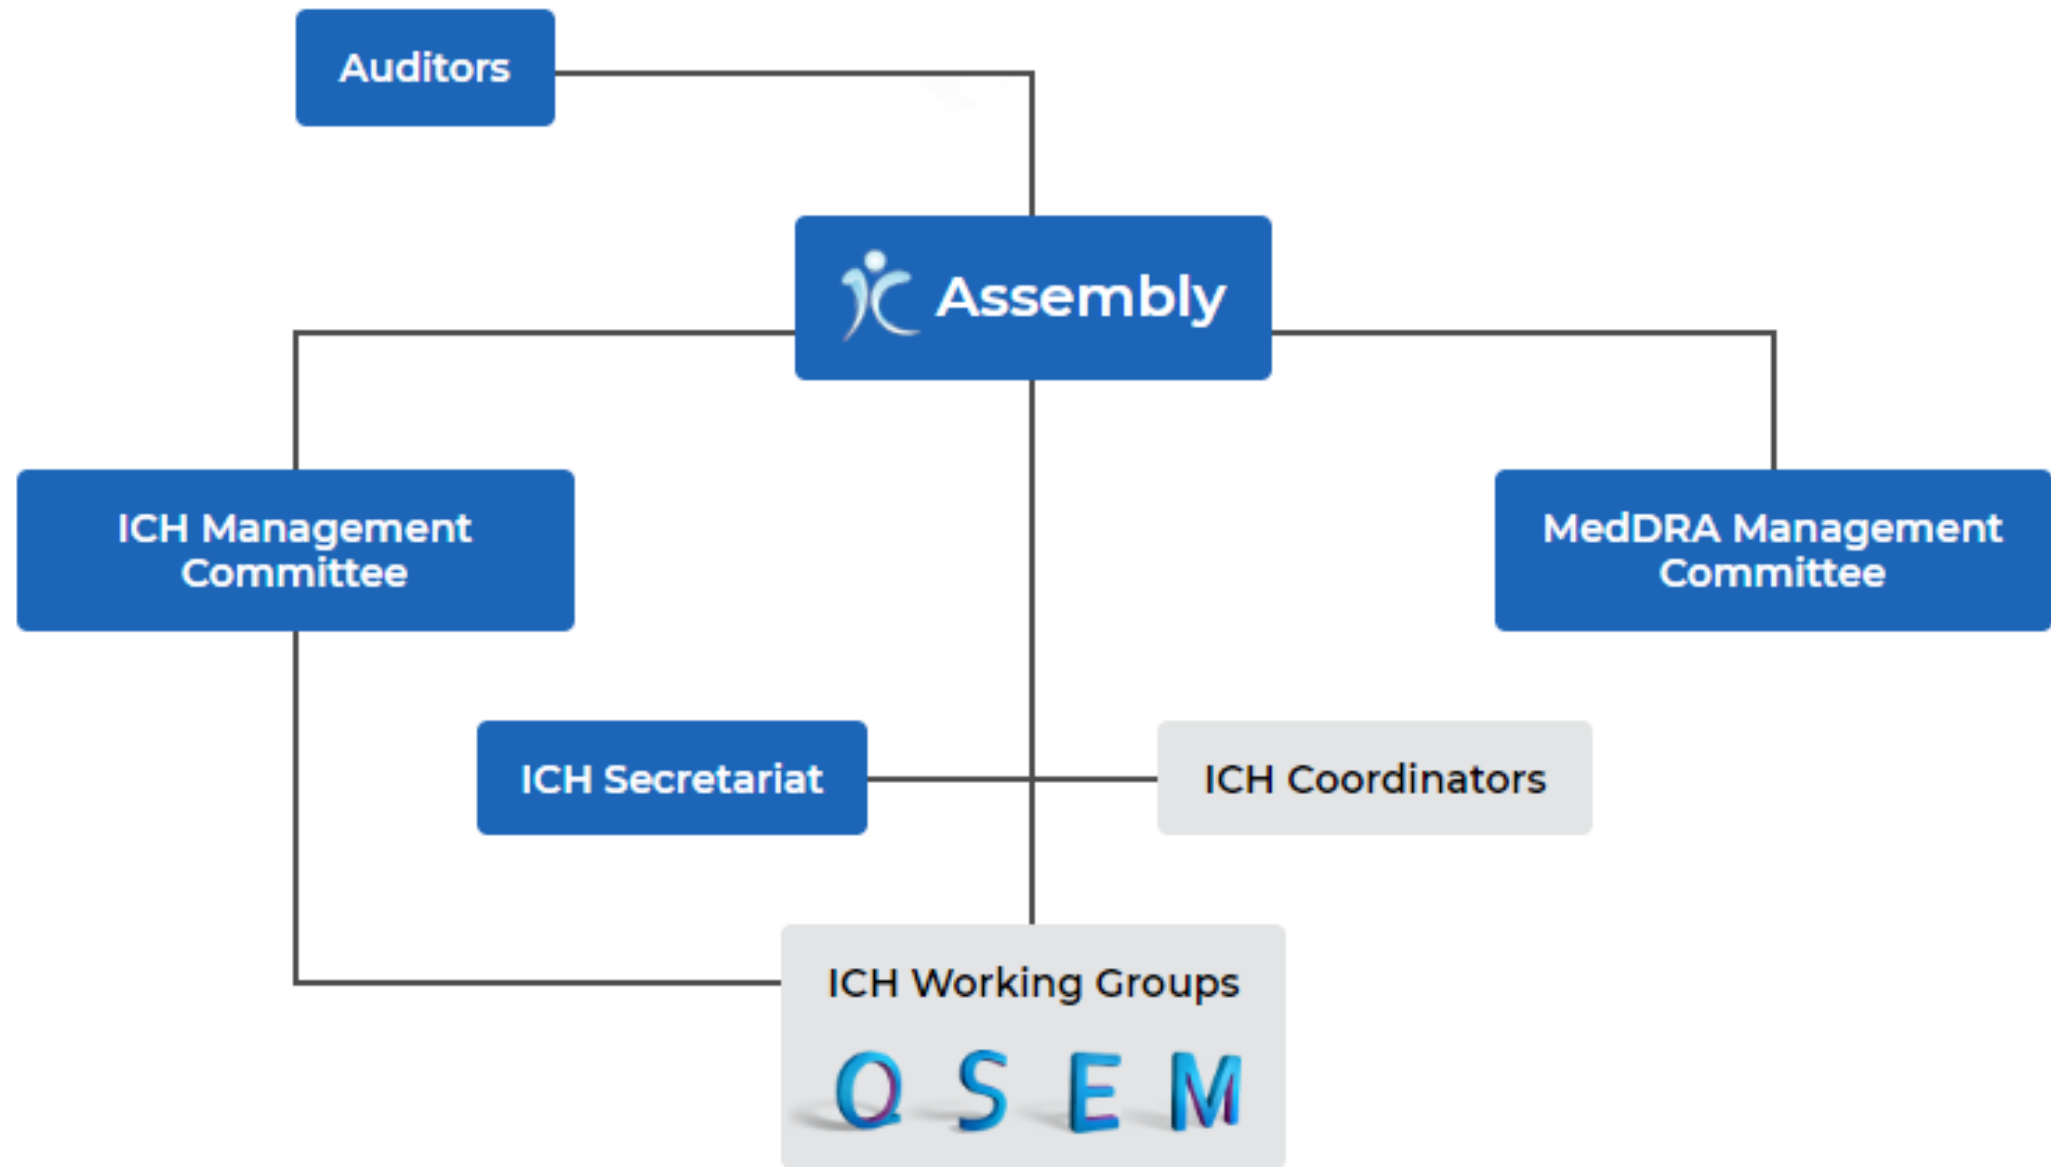 Auditors
Assembly
ICH Management
Committee
MedDRA Management
Committee
ICH Secretariat
ICH Coordinators
ICH Working Groups
Q S E M